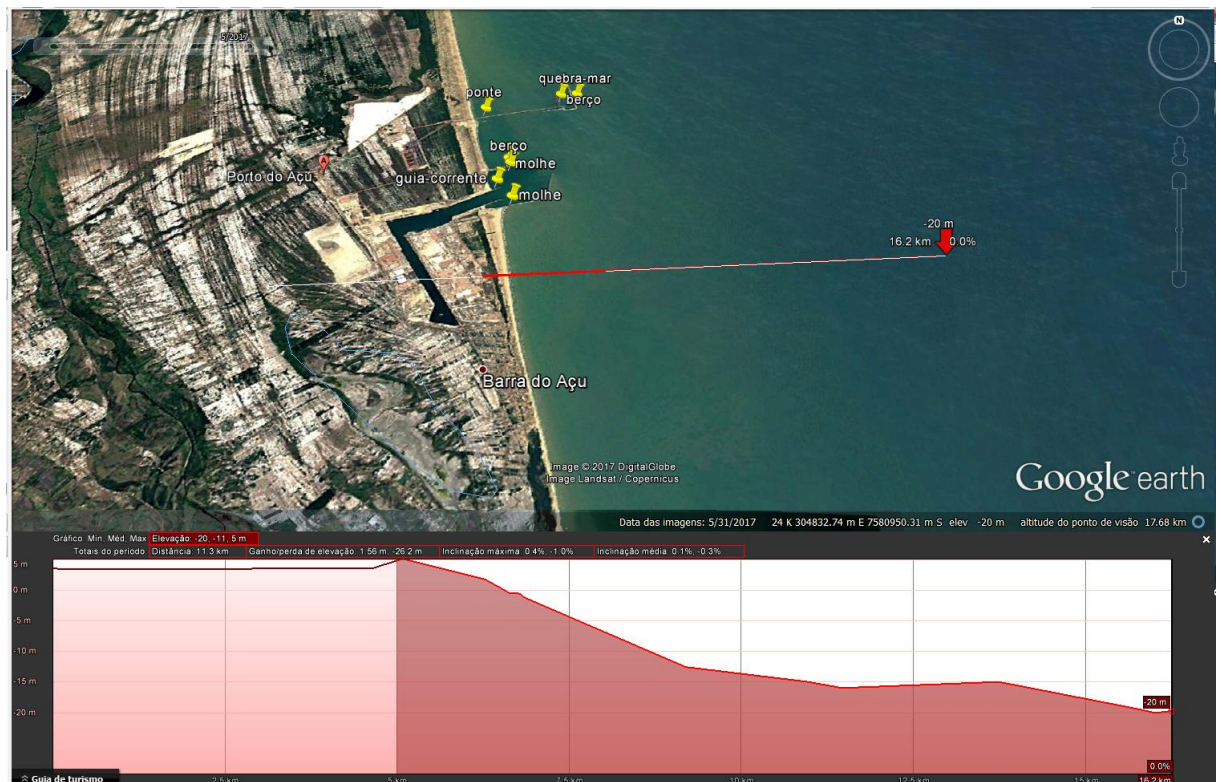 5/2017
N
quebra-mar
ponte
berço
berço
molhe
Porto do Açu
A
guia-corrente
molhe
-20 m
16.2 km 0.0%
Barra do Açu
Image © 2017 DigitalGlobe
Image Landsat / Copernicus
Google earth
Data das imagens: 5/31/2017 24 K 304832.74 m E 7580950.31 m S elev -20 m altitude do ponto de visão 17.68 km
Gráfico Mín. Méd. Max Elevação: -20, -11, 5 m
Totais do período Distância: 11.3 km Ganho/perda de elevação: 1.56 m, -26.2 m Inclinação máxima: 0.4%, -1.0% Inclinação média: 0.1%, -0.3%
5 m
0 m
-5 m
-10 m
-15 m
-20 m
-20 m
0.0%
Guia de turismo 2.5 km 5 km 7.5 km 10 km 12.5 km 15 km 16.2 km